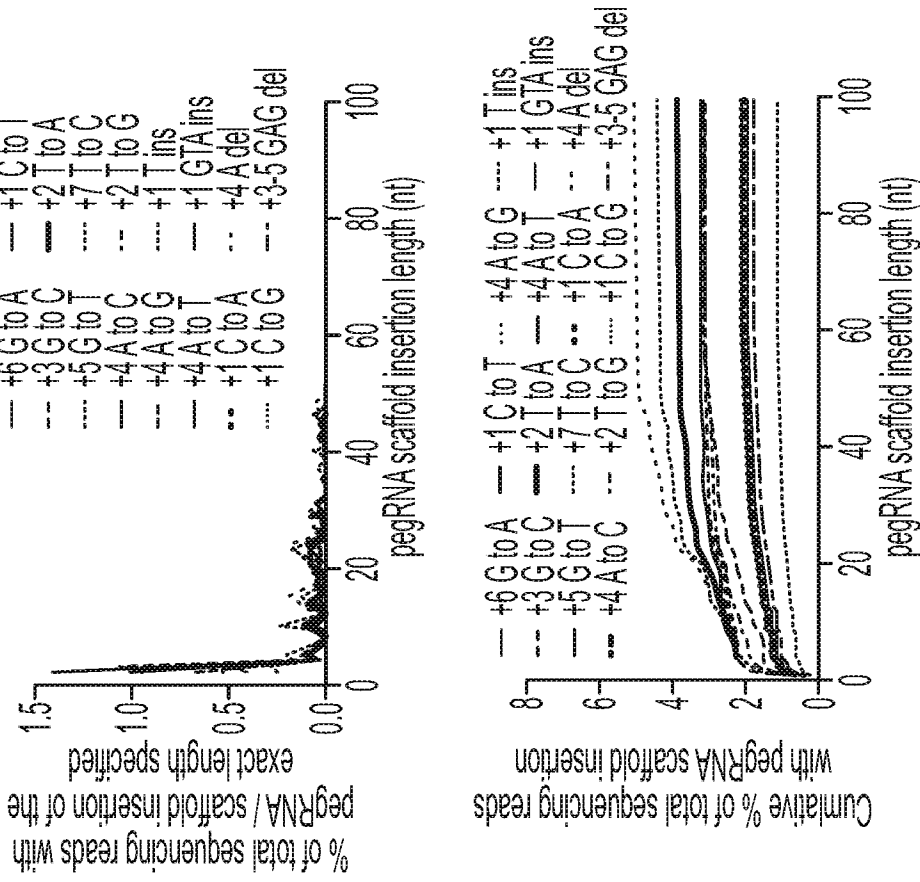 +6 G to A +1 C to T
+3 G to C +2 T to A
+5 G to T +7 T to C
+4 A to C +2 T to G
+4 A to G +1 T ins
+4 A to T +1 GTA ins
+1 C to A +4 A del
+1 C to G +3-5 GAG del
% of total sequencing reads with
pegRNA / scaffold insertion of the
exact length specified
1.5
1.0
0.5
0.0
0 20 40 60 80 100
pegRNA scaffold insertion length (nt)
+6 G to A +1 C to T +4 A to G +1 T ins
+3 G to C +2 T to A +4 A to T +1 GTA ins
+5 G to T +7 T to C +1 C to A +4 A del
+4 A to C +2 T to G +1 C to G +3-5 GAG del
Cumulative % of total sequencing reads
with pegRNA scaffold insertion
8
6
4
2
0
0 20 40 60 80 100
pegRNA scaffold insertion length (nt)